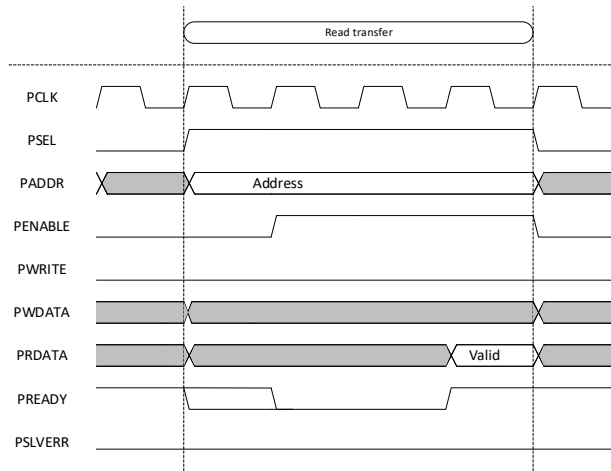 Read transfer
PCLK
PSEL
PADDR
Address
PENABLE
PWRITE
PWDATA
PRDATA
Valid
PREADY
PSLVERR